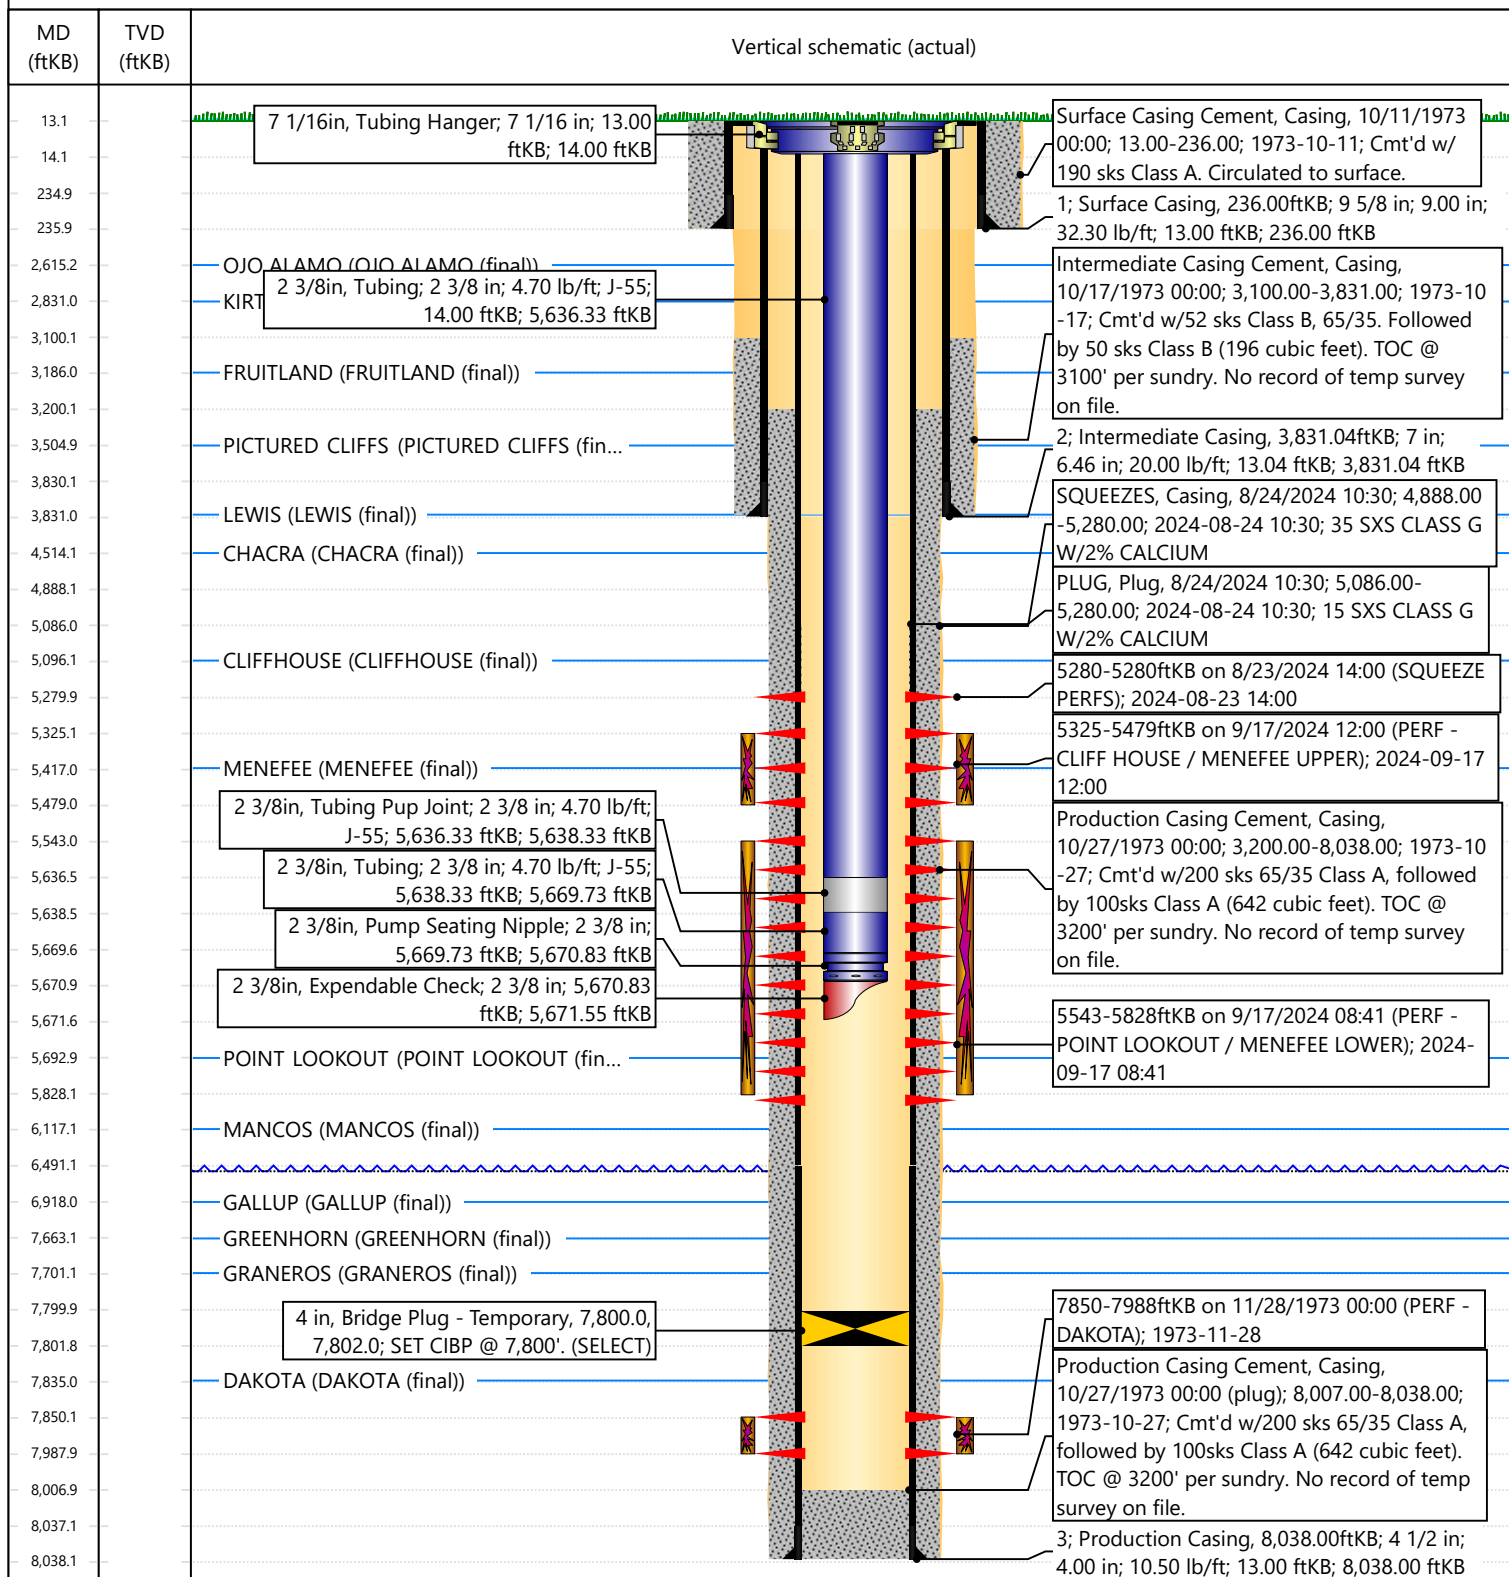 MD
(ftKB)
TVD
(ftKB)
Vertical schematic (actual)
13.1
14.1
234.9
235.9
2,615.2
2,831.0
3,100.1
3,186.0
3,200.1
3,504.9
3,830.1
3,831.0
4,514.1
4,888.1
5,086.0
5,096.1
5,279.9
5,325.1
5,417.0
5,479.0
5,543.0
5,636.5
5,638.5
5,669.6
5,670.9
5,671.6
5,692.9
5,828.1
6,117.1
6,491.1
6,918.0
7,663.1
7,701.1
7,799.9
7,801.8
7,835.0
7,850.1
7,987.9
8,006.9
8,037.1
8,038.1
7 1/16in, Tubing Hanger; 7 1/16 in; 13.00
ftKB; 14.00 ftKB
OJO ALAMO (OJO ALAMO (final))
2 3/8in, Tubing; 2 3/8 in; 4.70 lb/ft; J-55;
14.00 ftKB; 5,636.33 ftKB
KIRT
FRUITLAND (FRUITLAND (final))
PICTURED CLIFFS (PICTURED CLIFFS (fin...
LEWIS (LEWIS (final))
CHACRA (CHACRA (final))
CLIFFHOUSE (CLIFFHOUSE (final))
MENEFEE (MENEFEE (final))
2 3/8in, Tubing Pup Joint; 2 3/8 in; 4.70 lb/ft;
J-55; 5,636.33 ftKB; 5,638.33 ftKB
2 3/8in, Tubing; 2 3/8 in; 4.70 lb/ft; J-55;
5,638.33 ftKB; 5,669.73 ftKB
2 3/8in, Pump Seating Nipple; 2 3/8 in;
5,669.73 ftKB; 5,670.83 ftKB
2 3/8in, Expendable Check; 2 3/8 in; 5,670.83
ftKB; 5,671.55 ftKB
POINT LOOKOUT (POINT LOOKOUT (fin...
MANCOS (MANCOS (final))
GALLUP (GALLUP (final))
GREENHORN (GREENHORN (final))
GRANEROS (GRANEROS (final))
4 in, Bridge Plug - Temporary, 7,800.0,
7,802.0; SET CIBP @ 7,800'. (SELECT)
DAKOTA (DAKOTA (final))
Surface Casing Cement, Casing, 10/11/1973
00:00; 13.00-236.00; 1973-10-11; Cmt'd w/
190 sks Class A. Circulated to surface.
1; Surface Casing, 236.00ftKB; 9 5/8 in; 9.00 in;
32.30 lb/ft; 13.00 ftKB; 236.00 ftKB
Intermediate Casing Cement, Casing,
10/17/1973 00:00; 3,100.00-3,831.00; 1973-10
-17; Cmt'd w/52 sks Class B, 65/35. Followed
by 50 sks Class B (196 cubic feet). TOC @
3100' per sundry. No record of temp survey
on file.
2; Intermediate Casing, 3,831.04ftKB; 7 in;
6.46 in; 20.00 lb/ft; 13.04 ftKB; 3,831.04 ftKB
SQUEEZES, Casing, 8/24/2024 10:30; 4,888.00
-5,280.00; 2024-08-24 10:30; 35 SXS CLASS G
W/2% CALCIUM
PLUG, Plug, 8/24/2024 10:30; 5,086.00-
5,280.00; 2024-08-24 10:30; 15 SXS CLASS G
W/2% CALCIUM
5280-5280ftKB on 8/23/2024 14:00 (SQUEEZE
PERFS); 2024-08-23 14:00
5325-5479ftKB on 9/17/2024 12:00 (PERF -
CLIFF HOUSE / MENEFEE UPPER); 2024-09-17
12:00
Production Casing Cement, Casing,
10/27/1973 00:00; 3,200.00-8,038.00; 1973-10
-27; Cmt'd w/200 sks 65/35 Class A, followed
by 100sks Class A (642 cubic feet). TOC @
3200' per sundry. No record of temp survey
on file.
5543-5828ftKB on 9/17/2024 08:41 (PERF -
POINT LOOKOUT / MENEFEE LOWER); 2024-
09-17 08:41
7850-7988ftKB on 11/28/1973 00:00 (PERF -
DAKOTA); 1973-11-28
Production Casing Cement, Casing,
10/27/1973 00:00 (plug); 8,007.00-8,038.00;
1973-10-27; Cmt'd w/200 sks 65/35 Class A,
followed by 100sks Class A (642 cubic feet).
TOC @ 3200' per sundry. No record of temp
survey on file.
3; Production Casing, 8,038.00ftKB; 4 1/2 in;
4.00 in; 10.50 lb/ft; 13.00 ftKB; 8,038.00 ftKB